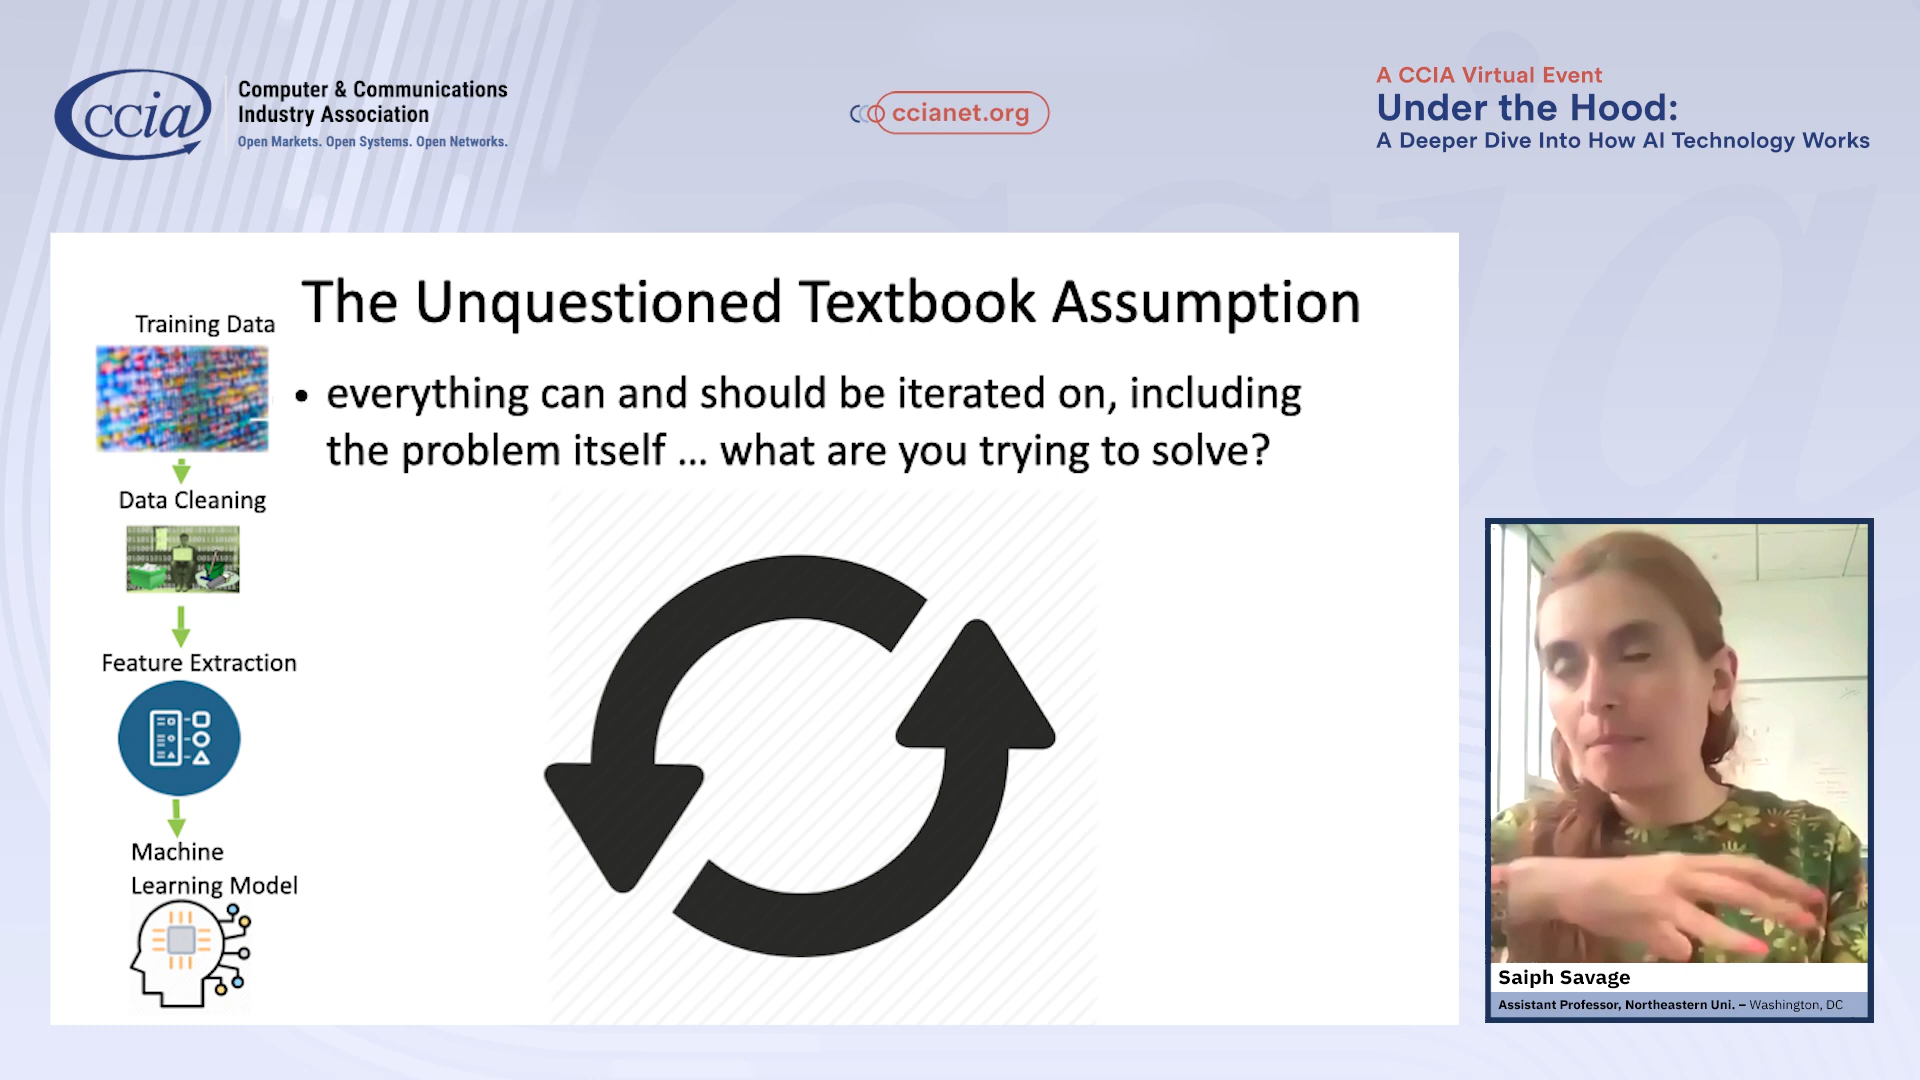 ccia
Computer & Communications
Industry Association
Open Markets. Open Systems. Open Networks.
ccianet.org
A CCIA Virtual Event
Under the Hood:
A Deeper Dive Into How AI Technology Works
The Unquestioned Textbook Assumption
• everything can and should be iterated on, including
the problem itself ... what are you trying to solve?
Training Data
Data Cleaning
Feature Extraction
Machine
Learning Model
Saiph Savage
Assistant Professor, Northeastern Uni. – Washington, DC